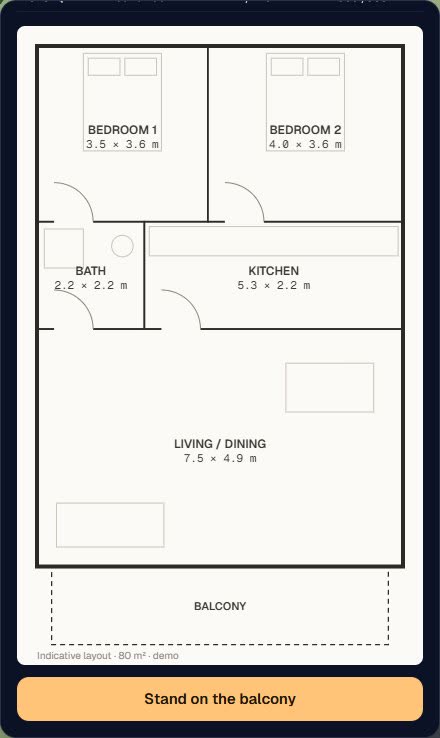 BEDROOM 1
3.5 × 3.6 m
BEDROOM 2
4.0 × 3.6 m
BATH
2.2 × 2.2 m
KITCHEN
5.3 × 2.2 m
LIVING / DINING
7.5 × 4.9 m
BALCONY
Indicative layout · 80 m² · demo
Stand on the balcony